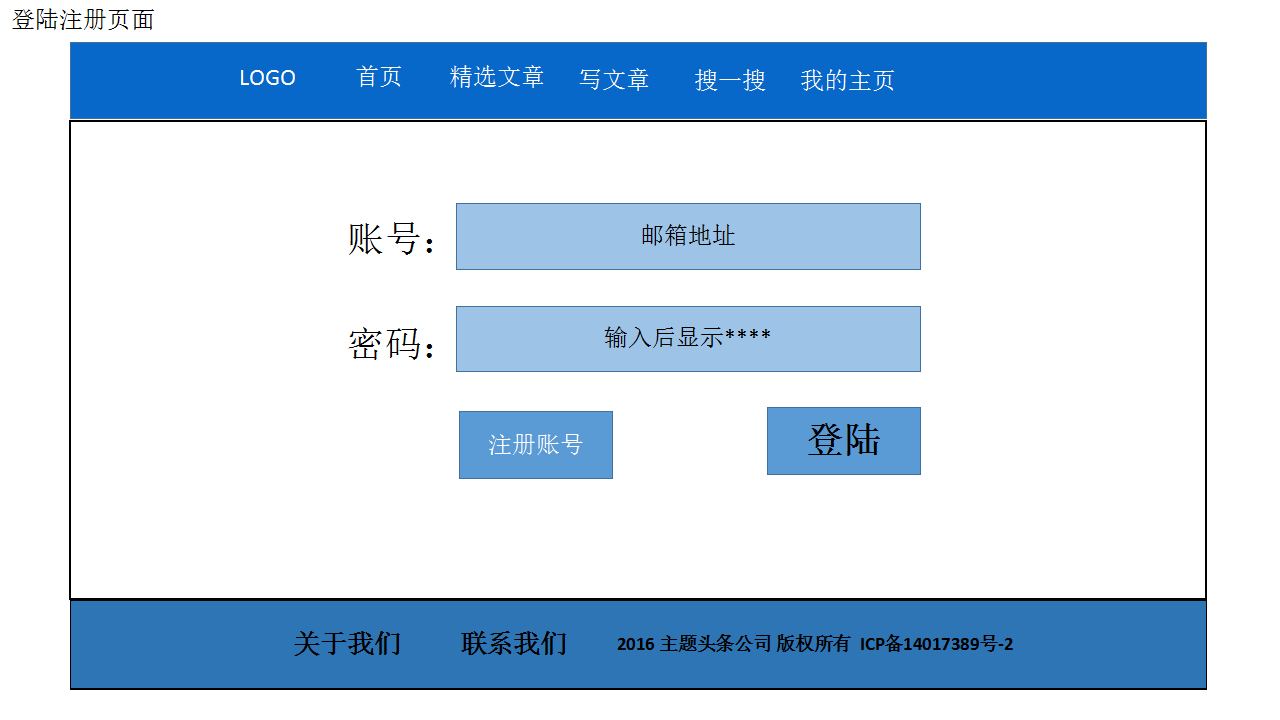 登陆注册页面
LOGO 首页 精选文章 写文章 搜一搜 我的主页
账号： 邮箱地址
密码： 输入后显示****
注册账号 登陆
关于我们 联系我们 2016 主题头条公司 版权所有 ICP备14017389号-2